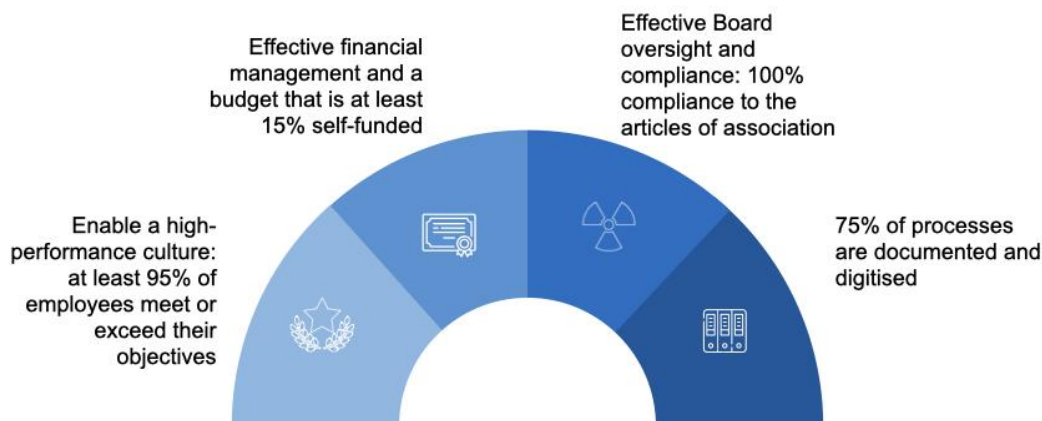 Effective financial
management and a
budget that is at least
15% self-funded
Effective Board
oversight and
compliance: 100%
compliance to the
articles of association
Enable a high-
performance culture:
at least 95% of
employees meet or
exceed their
objectives
75% of processes
are documented and
digitised